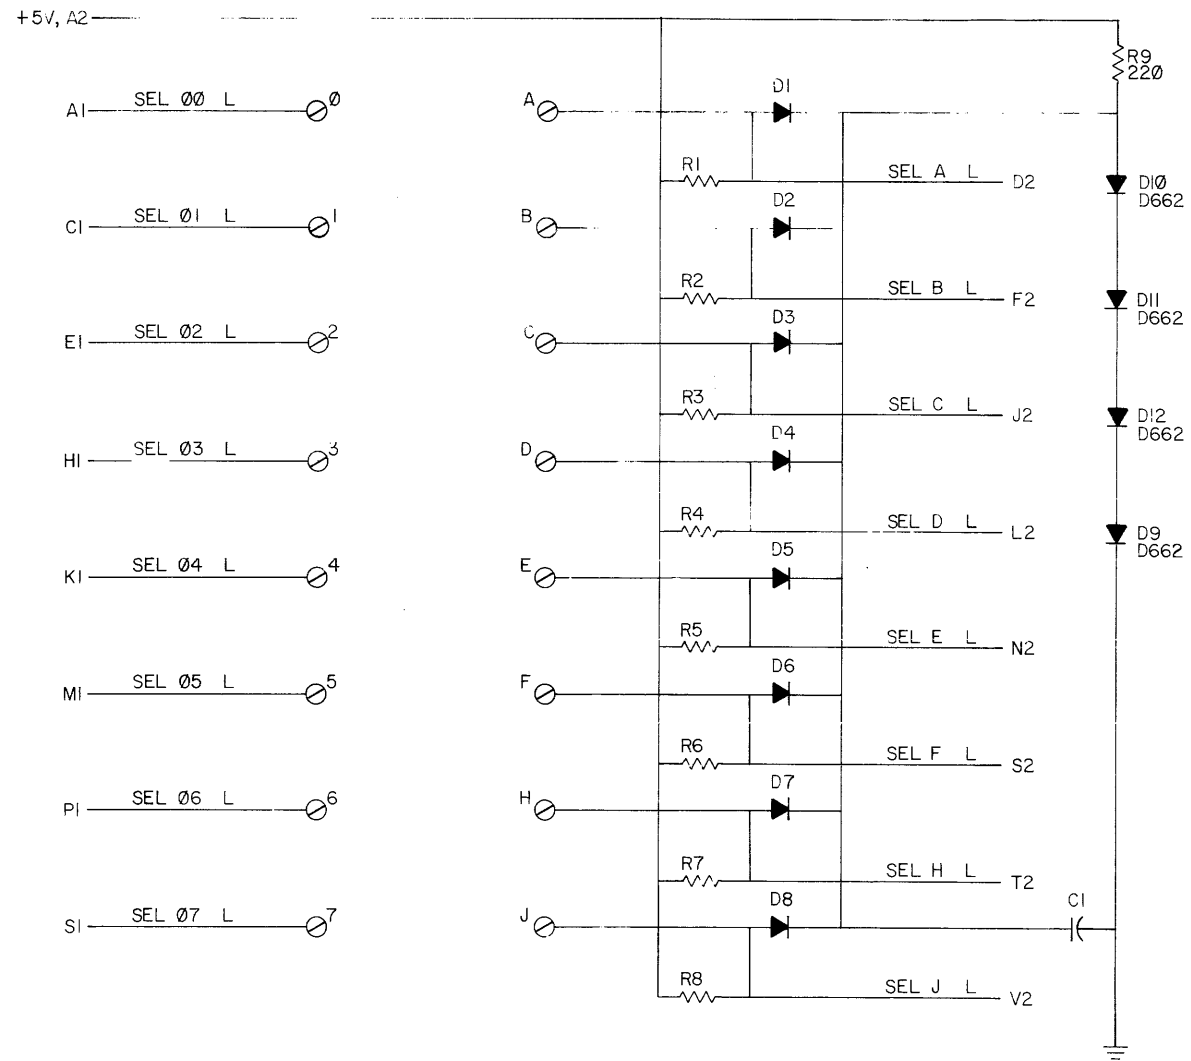 +5V, A2
R9
220
A1 SEL ØØ L Ø A D1
R1 SEL A L D2 D1Ø
D662
C1 SEL Ø1 L 1 B D2
R2 SEL B L F2 D11
D662
E1 SEL Ø2 L 2 C D3
R3 SEL C L J2 D12
D662
H1 SEL Ø3 L 3 D D4
R4 SEL D L L2 D9
D662
K1 SEL Ø4 L 4 E D5
R5 SEL E L N2
M1 SEL Ø5 L 5 F D6
R6 SEL F L S2
P1 SEL Ø6 L 6 H D7
R7 SEL H L T2
S1 SEL Ø7 L 7 J D8 C1
R8 SEL J L V2